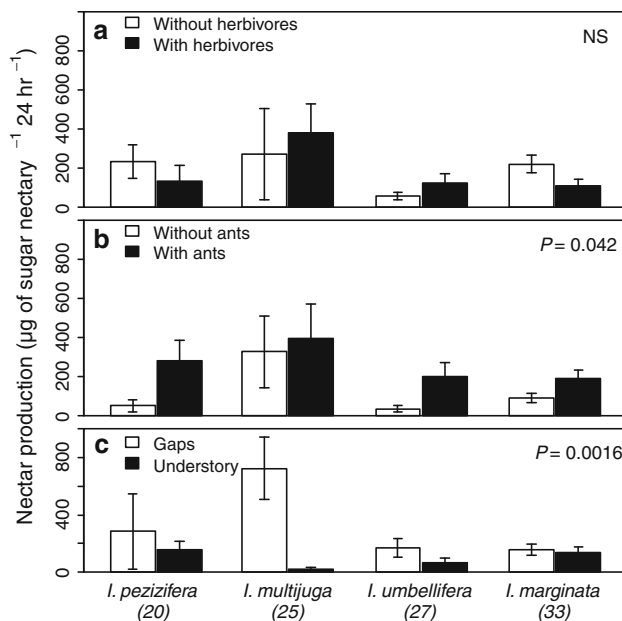 Nectar production (µg of sugar nectary ⁻¹ 24 hr ⁻¹)
a
Without herbivores
With herbivores
NS
800
600
400
200
0
b
Without ants
With ants
P = 0.042
800
600
400
200
0
c
Gaps
Understory
P = 0.0016
800
400
0
I. pezizifera
(20)
I. multijuga
(25)
I. umbellifera
(27)
I. marginata
(33)